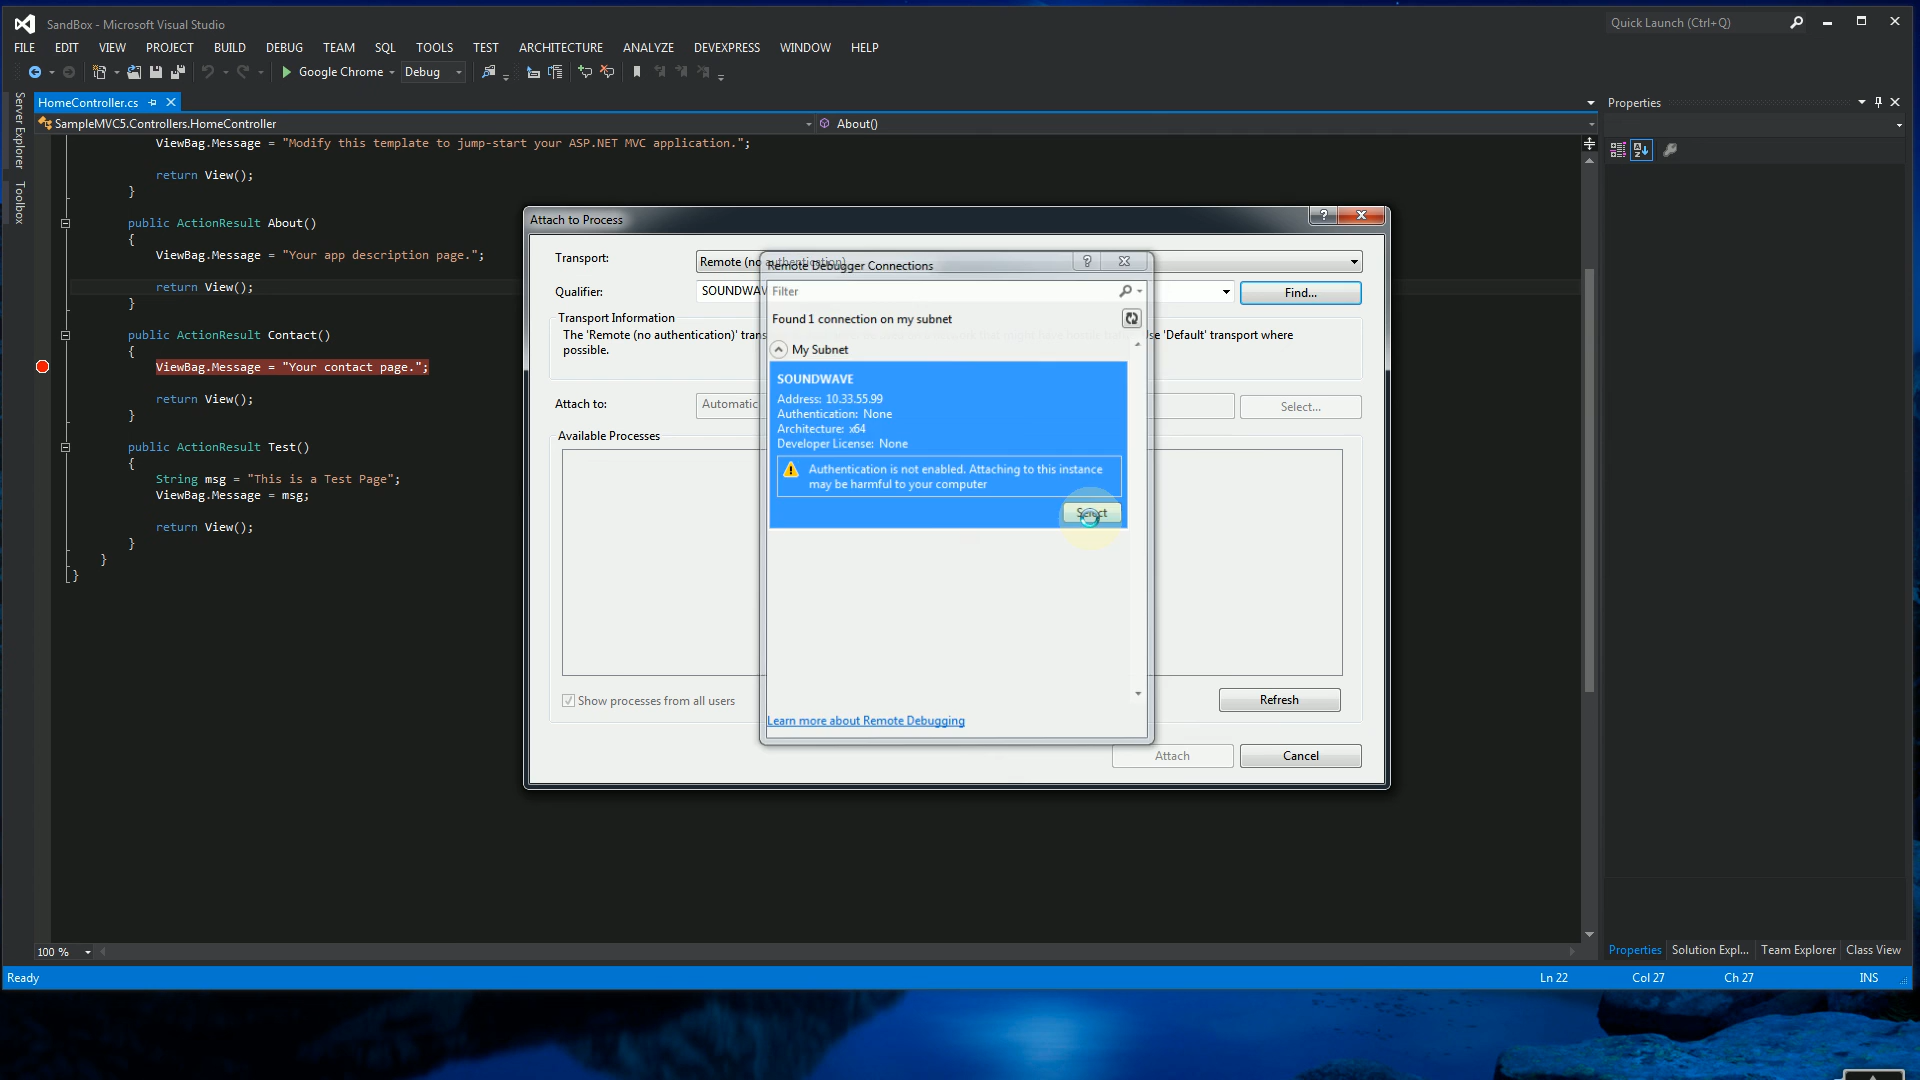 SandBox - Microsoft Visual Studio
Quick Launch (Ctrl+Q)
FILE EDIT VIEW PROJECT BUILD DEBUG TEAM SQL TOOLS TEST ARCHITECTURE ANALYZE DEVEXPRESS WINDOW HELP
Google Chrome Debug
Server Explorer
Toolbox
HomeController.cs
SampleMVC5.Controllers.HomeController
About()
ViewBag.Message = "Modify this template to jump-start your ASP.NET MVC application.";
return View();
}
public ActionResult About()
{
ViewBag.Message = "Your app description page.";
return View();
}
public ActionResult Contact()
{
ViewBag.Message = "Your contact page.";
return View();
}
public ActionResult Test()
{
String msg = "This is a Test Page";
ViewBag.Message = msg;
return View();
}
}
}
Attach to Process
Transport:
Remote (no authentication)
Qualifier:
SOUNDWAV
Find...
Transport Information
The 'Remote (no authentication)' trans
se 'Default' transport where
possible.
Attach to:
Automatic
Select...
Available Processes
Show processes from all users
Refresh
Attach
Cancel
Remote Debugger Connections
Filter
Found 1 connection on my subnet
My Subnet
SOUNDWAVE
Address: 10.33.55.99
Authentication: None
Architecture: x64
Developer License: None
Authentication is not enabled. Attaching to this instance
may be harmful to your computer
Select
Learn more about Remote Debugging
Properties
Properties Solution Expl... Team Explorer Class View
100 %
Ready
Ln 22 Col 27 Ch 27 INS